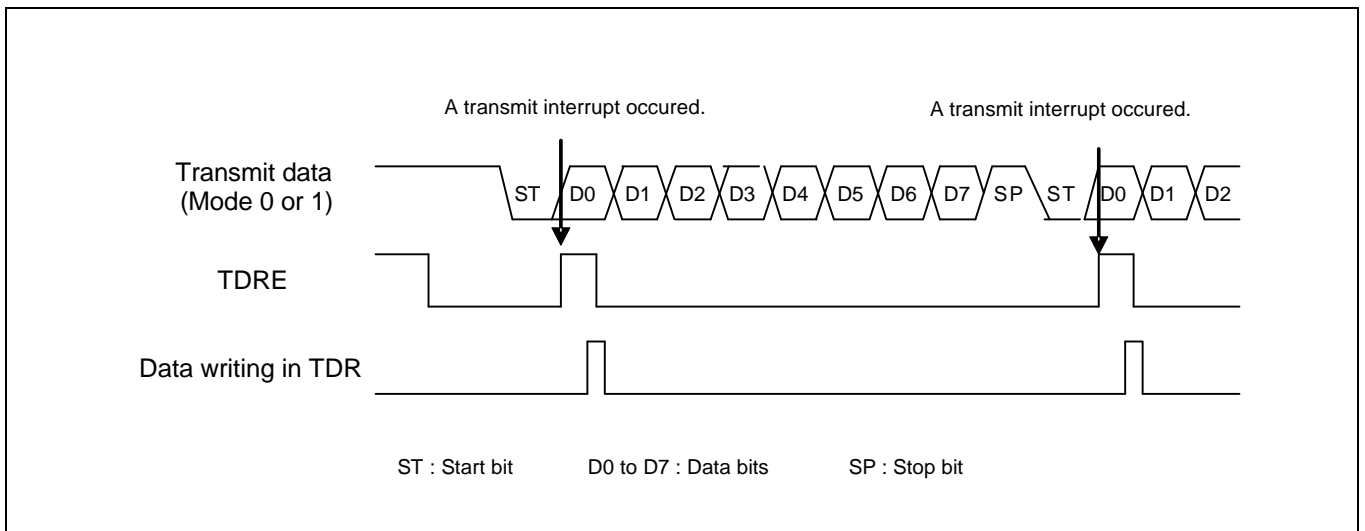 A transmit interrupt occured.
A transmit interrupt occured.
Transmit data
(Mode 0 or 1)
ST D0 D1 D2 D3 D4 D5 D6 D7 SP ST D0 D1 D2
TDRE
Data writing in TDR
ST : Start bit D0 to D7 : Data bits SP : Stop bit